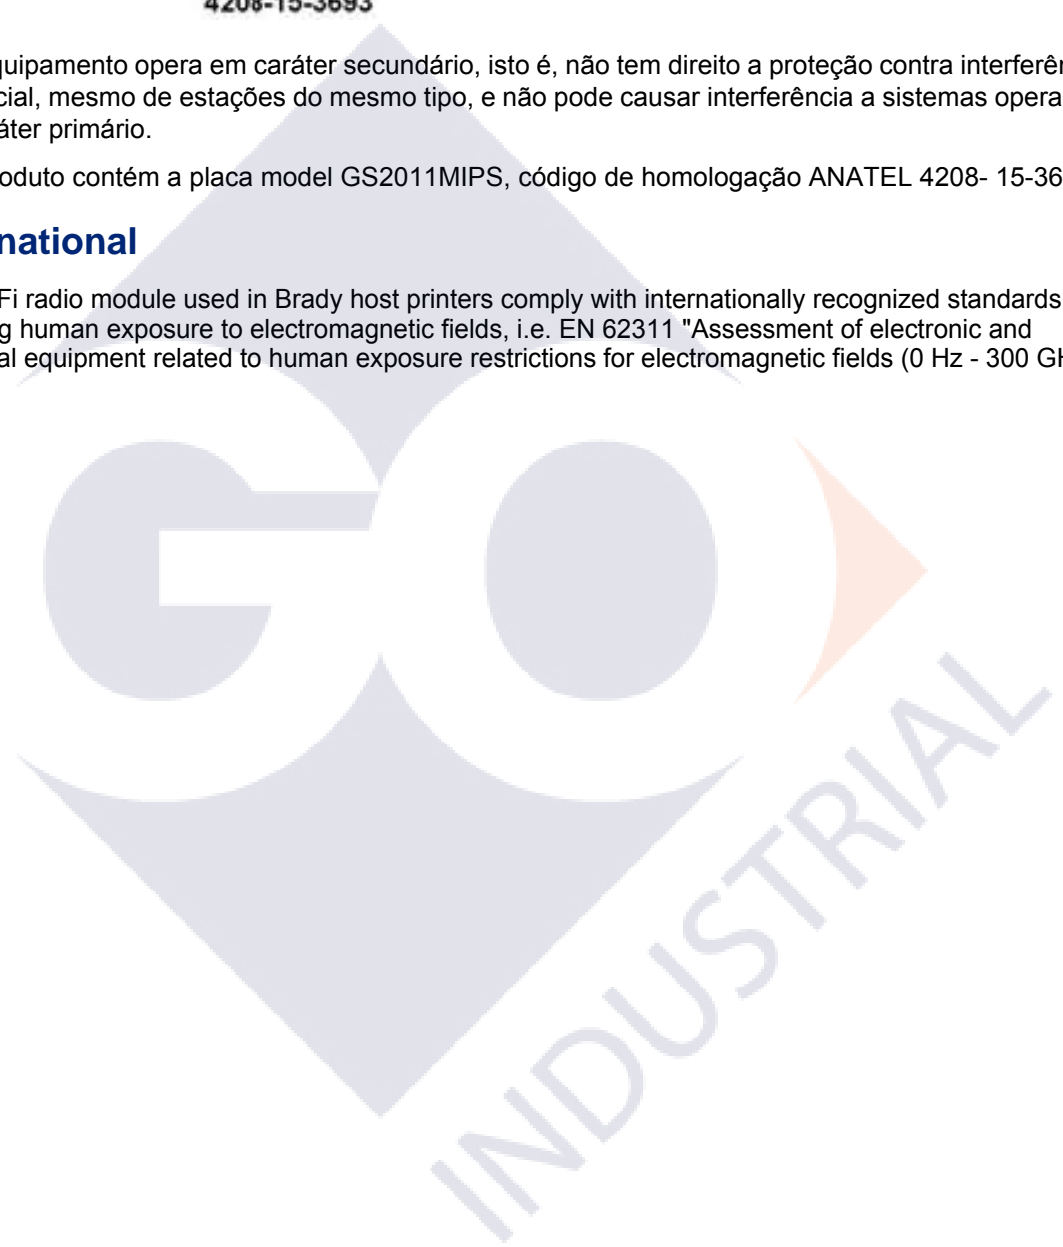 4208-15-3693
quipamento opera em caráter secundário, isto é, não tem direito a proteção contra interferên
cial, mesmo de estações do mesmo tipo, e não pode causar interferência a sistemas opera
áter primário.
oduto contém a placa model GS2011MIPS, código de homologação ANATEL 4208- 15-36
national
Fi radio module used in Brady host printers comply with internationally recognized standards
g human exposure to electromagnetic fields, i.e. EN 62311 "Assessment of electronic and
al equipment related to human exposure restrictions for electromagnetic fields (0 Hz - 300 GH
GO
INDUSTRIAL